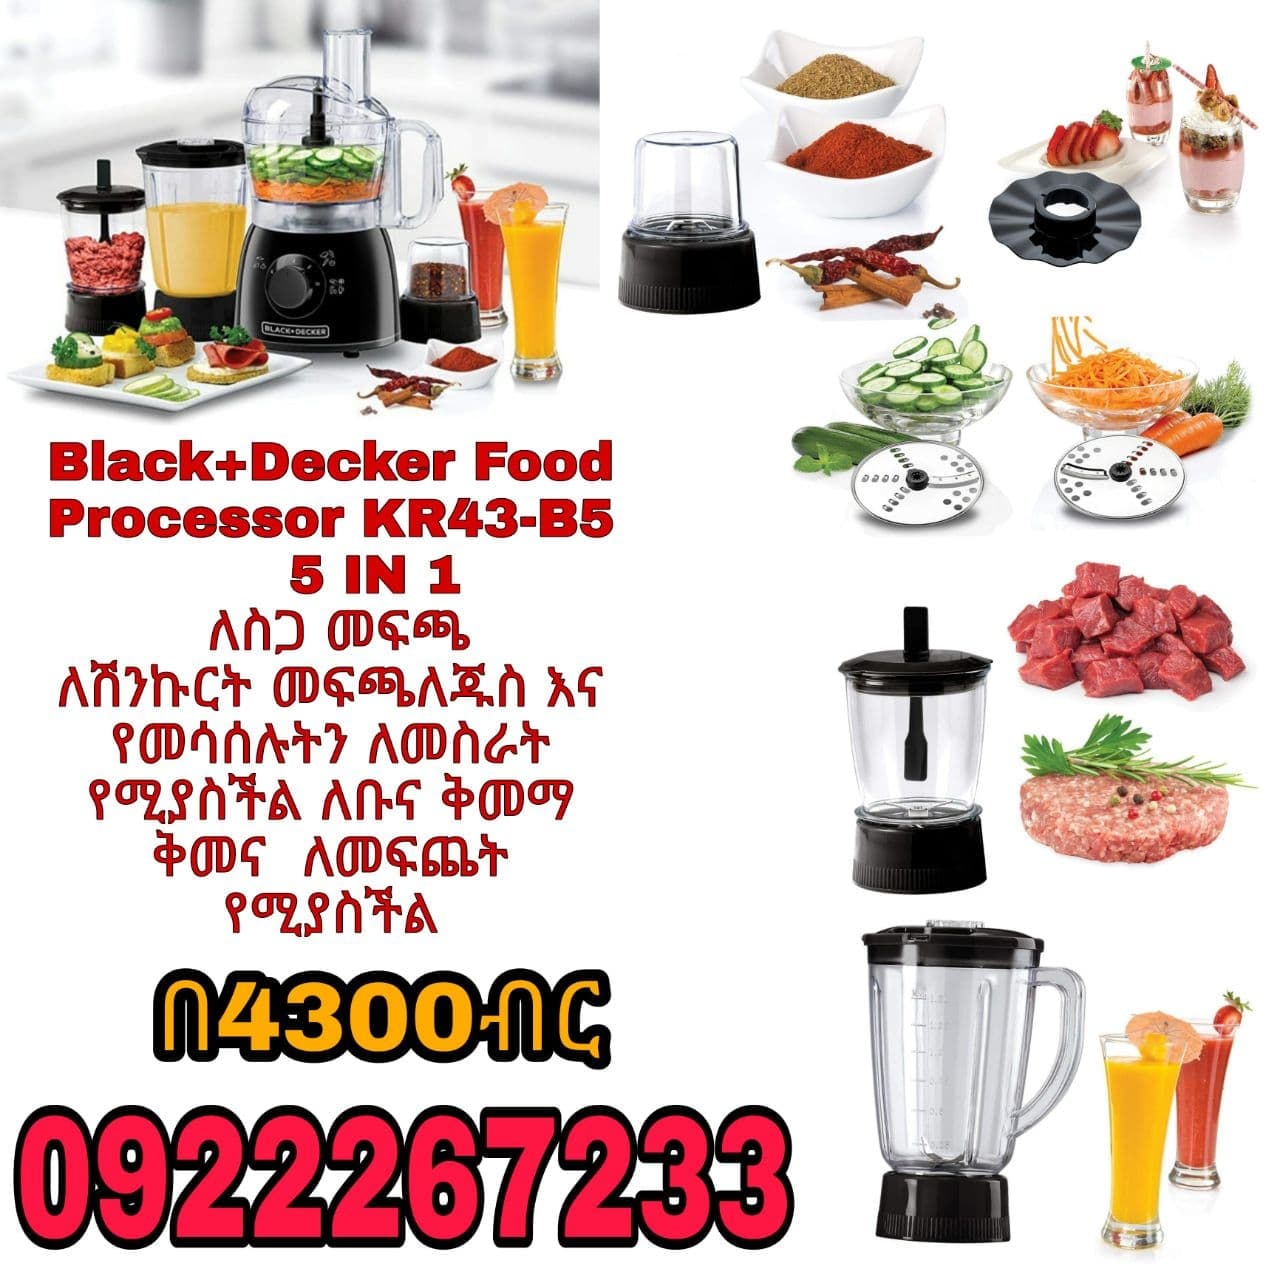 BLACK+DECKER
Black+Decker Food
Processor KR43-B5
5 IN 1
ለስጋ መፍጫ
ለሽንኩርት መፍጫለጁስ እና
የመሳሰሉትን ለመስራት
የሚያስችል ለቡና ቅመማ
ቅመና ለመፍጨት
የሚያስችል
በ4300ብር
0922267233